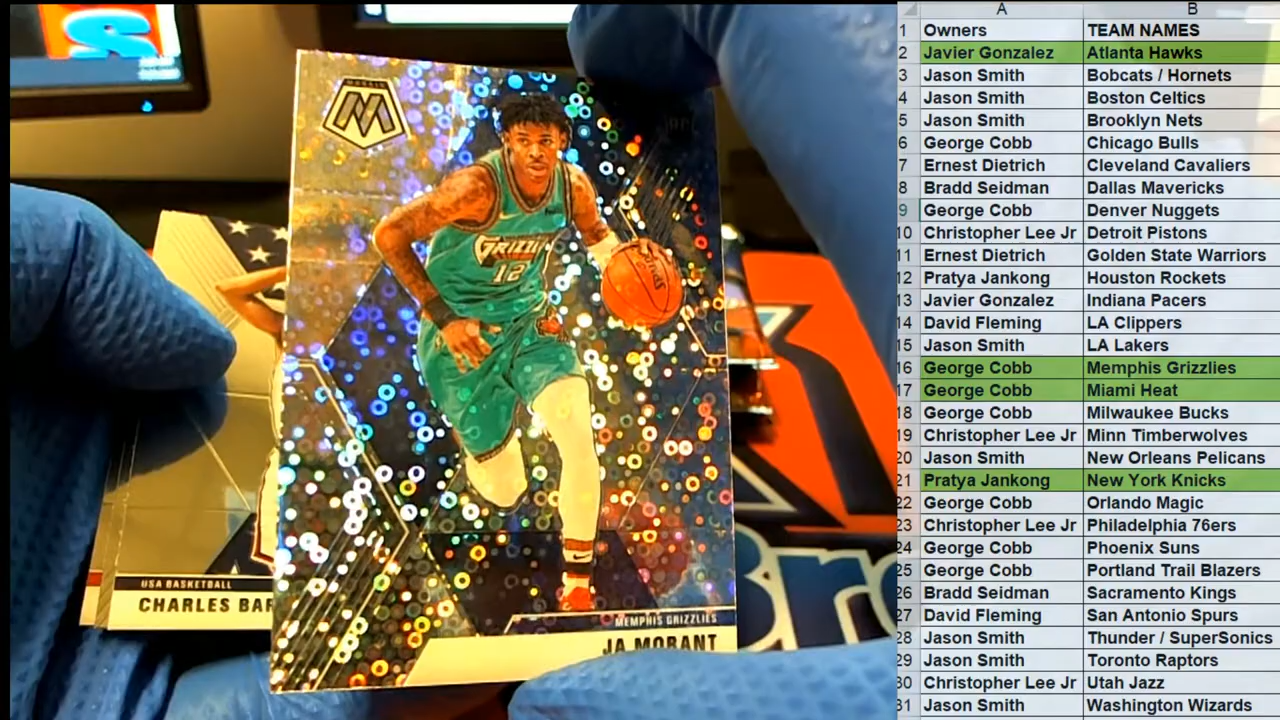 MOSAIC
GRIZZLIES
12
MEMPHIS GRIZZLIES
JA MORANT
USA BASKETBALL
CHARLES BAR
Bre
A B
1 Owners TEAM NAMES
2 Javier Gonzalez Atlanta Hawks
3 Jason Smith Bobcats / Hornets
4 Jason Smith Boston Celtics
5 Jason Smith Brooklyn Nets
6 George Cobb Chicago Bulls
7 Ernest Dietrich Cleveland Cavaliers
8 Bradd Seidman Dallas Mavericks
9 George Cobb Denver Nuggets
10 Christopher Lee Jr Detroit Pistons
11 Ernest Dietrich Golden State Warriors
12 Pratya Jankong Houston Rockets
13 Javier Gonzalez Indiana Pacers
14 David Fleming LA Clippers
15 Jason Smith LA Lakers
16 George Cobb Memphis Grizzlies
17 George Cobb Miami Heat
18 George Cobb Milwaukee Bucks
19 Christopher Lee Jr Minn Timberwolves
20 Jason Smith New Orleans Pelicans
21 Pratya Jankong New York Knicks
22 George Cobb Orlando Magic
23 Christopher Lee Jr Philadelphia 76ers
24 George Cobb Phoenix Suns
25 George Cobb Portland Trail Blazers
26 Bradd Seidman Sacramento Kings
27 David Fleming San Antonio Spurs
28 Jason Smith Thunder / SuperSonics
29 Jason Smith Toronto Raptors
30 Christopher Lee Jr Utah Jazz
31 Jason Smith Washington Wizards